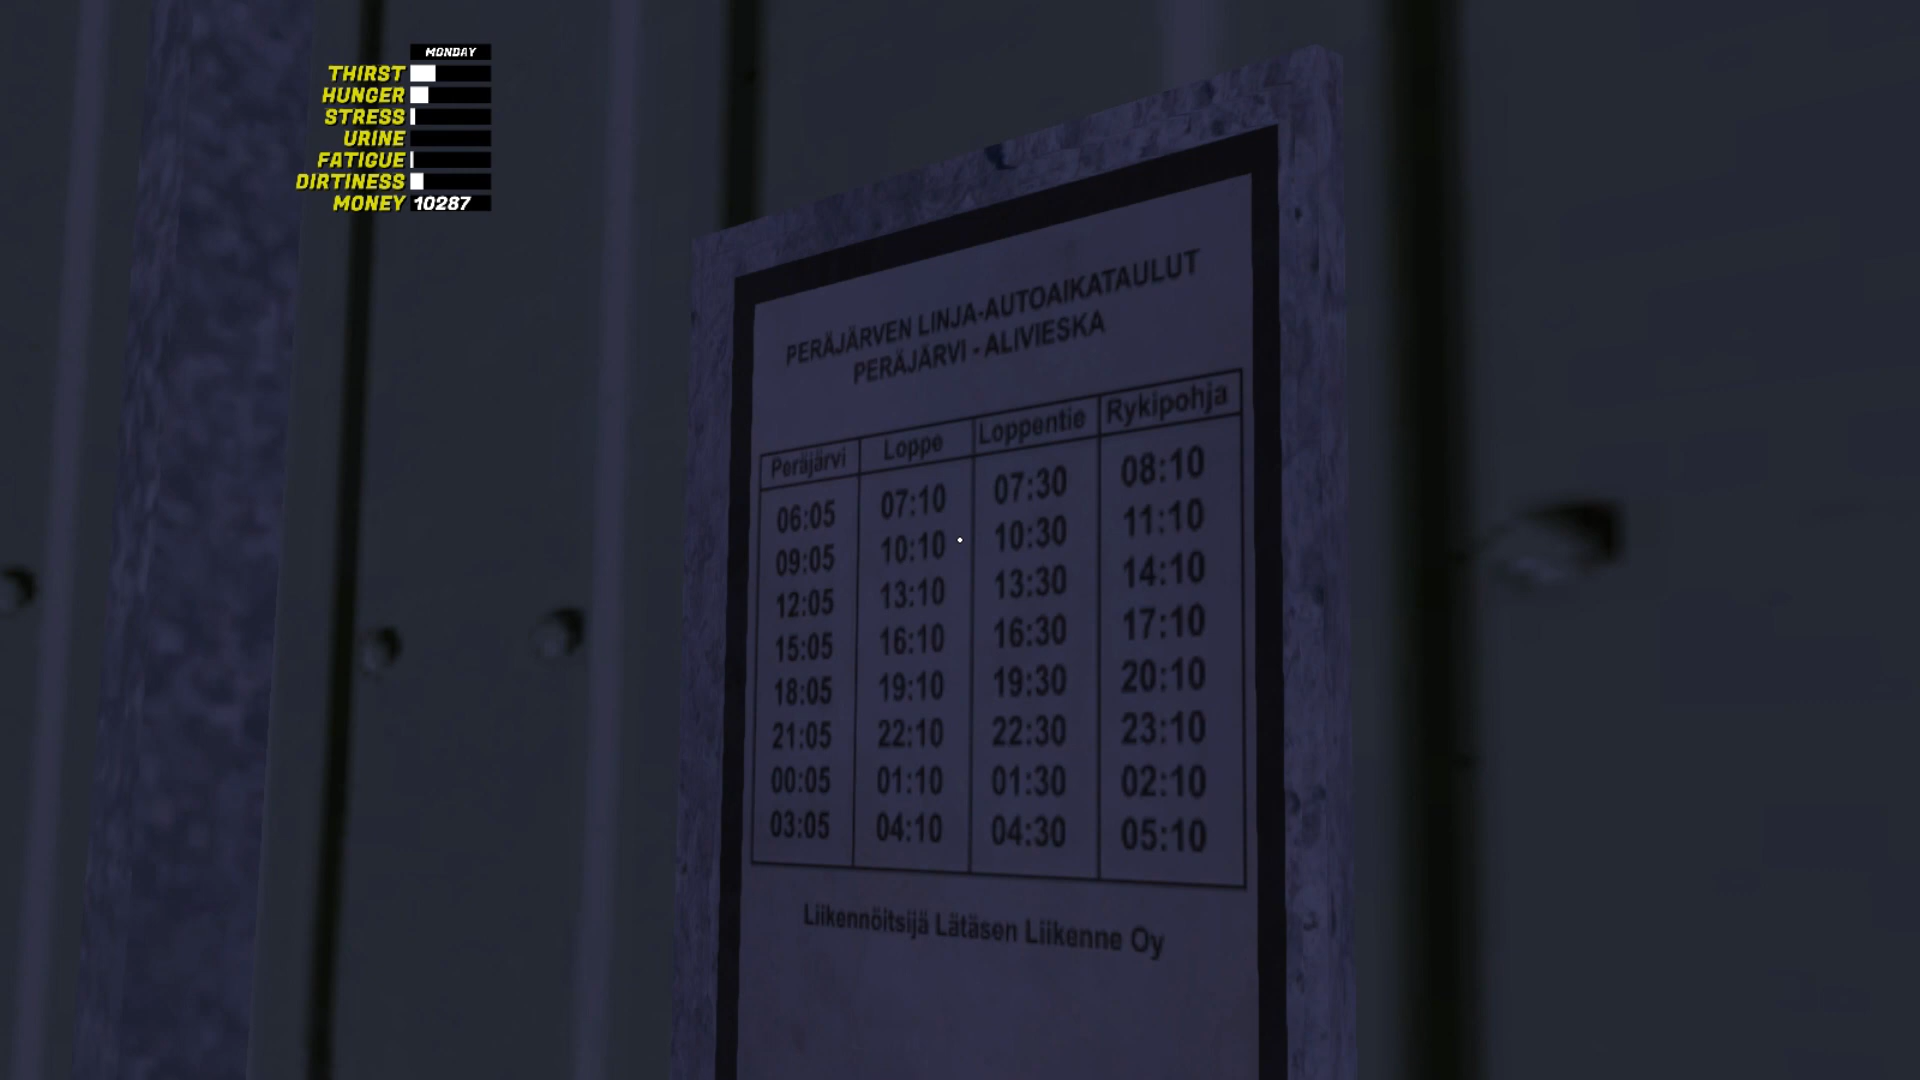 MONDAY
THIRST
HUNGER
STRESS
URINE
FATIGUE
DIRTINESS
MONEY 10287
PERÄJÄRVEN LINJA-AUTOAIKATAULUT
PERÄJÄRVI - ALIVIESKA
Peräjärvi Loppe Loppentie Rykipohja
06:05 07:10 07:30 08:10
09:05 10:10 10:30 11:10
12:05 13:10 13:30 14:10
15:05 16:10 16:30 17:10
18:05 19:10 19:30 20:10
21:05 22:10 22:30 23:10
00:05 01:10 01:30 02:10
03:05 04:10 04:30 05:10
Liikennöitsijä Lätäsen Liikenne Oy